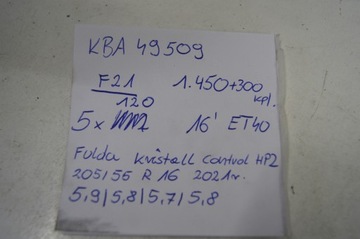 KBA 49509
F21 1.450+300
120 kpl.
5x 16' ET40
Fulda Kristall Control HP2
205/55 R16 2021r.
5,9|5,8|5,7|5,8